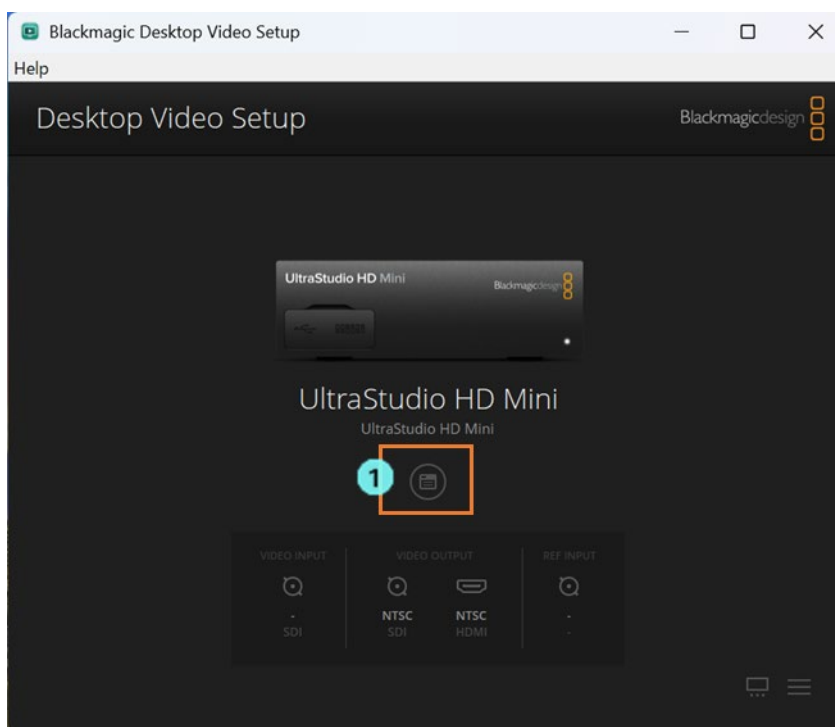 Blackmagic Desktop Video Setup
Help
Desktop Video Setup
Blackmagicdesign
UltraStudio HD Mini
Blackmagicdesign
UltraStudio HD Mini
UltraStudio HD Mini
1
VIDEO INPUT VIDEO OUTPUT REF INPUT
- NTSC NTSC -
SDI SDI HDMI -